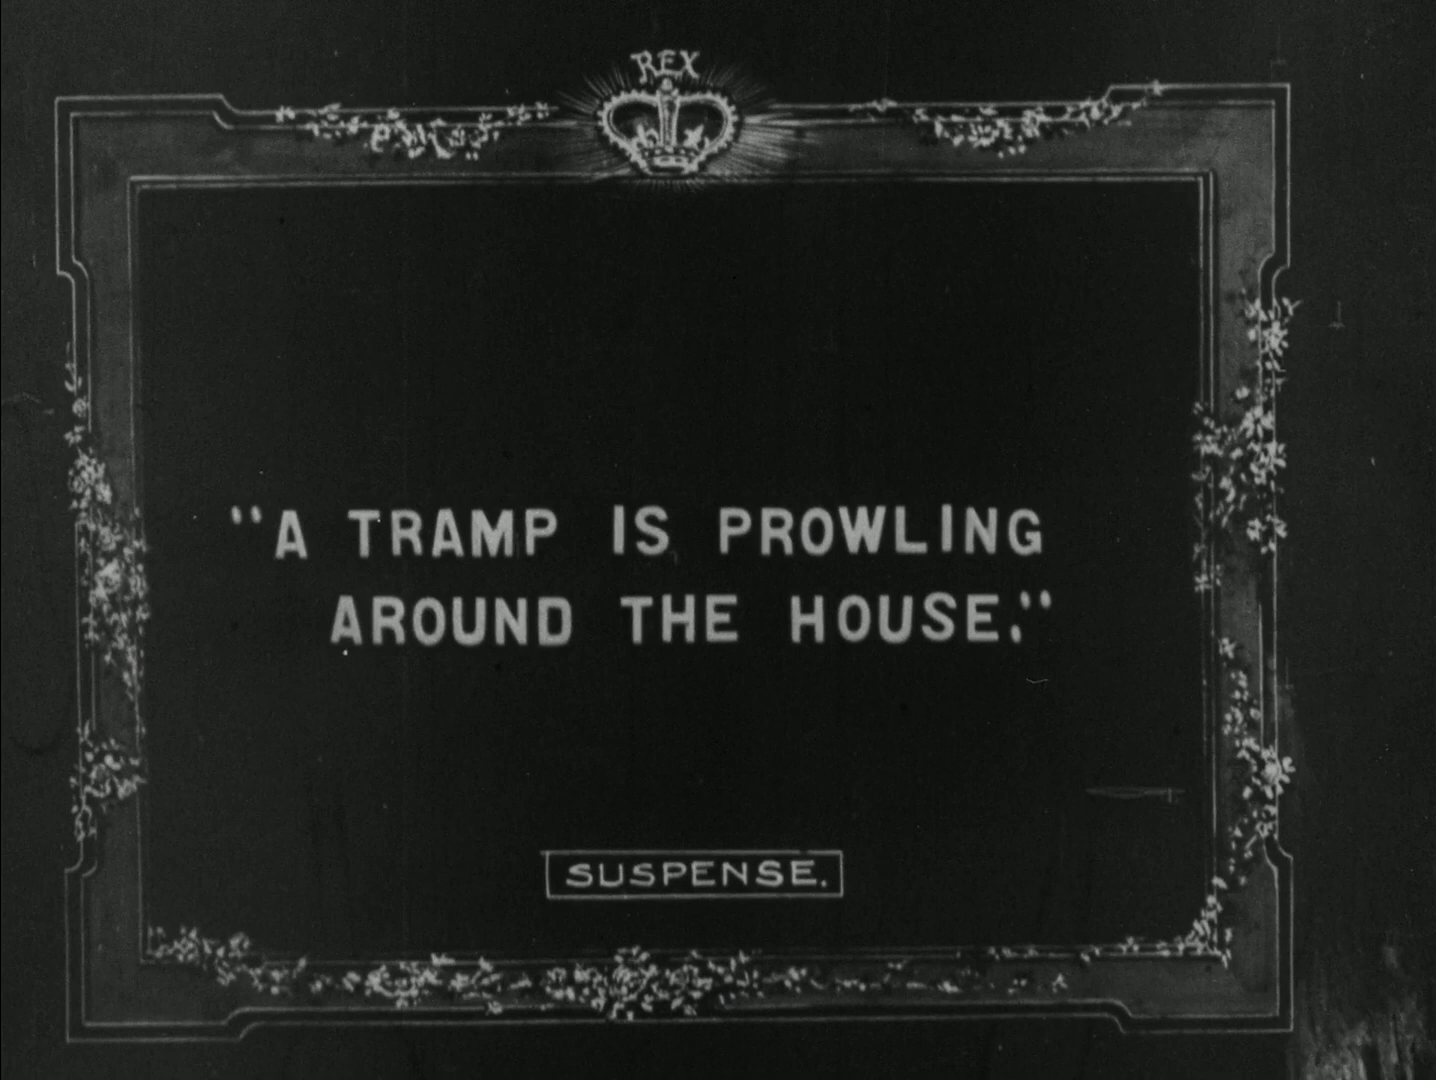 REX
"A TRAMP IS PROWLING
AROUND THE HOUSE."
SUSPENSE.